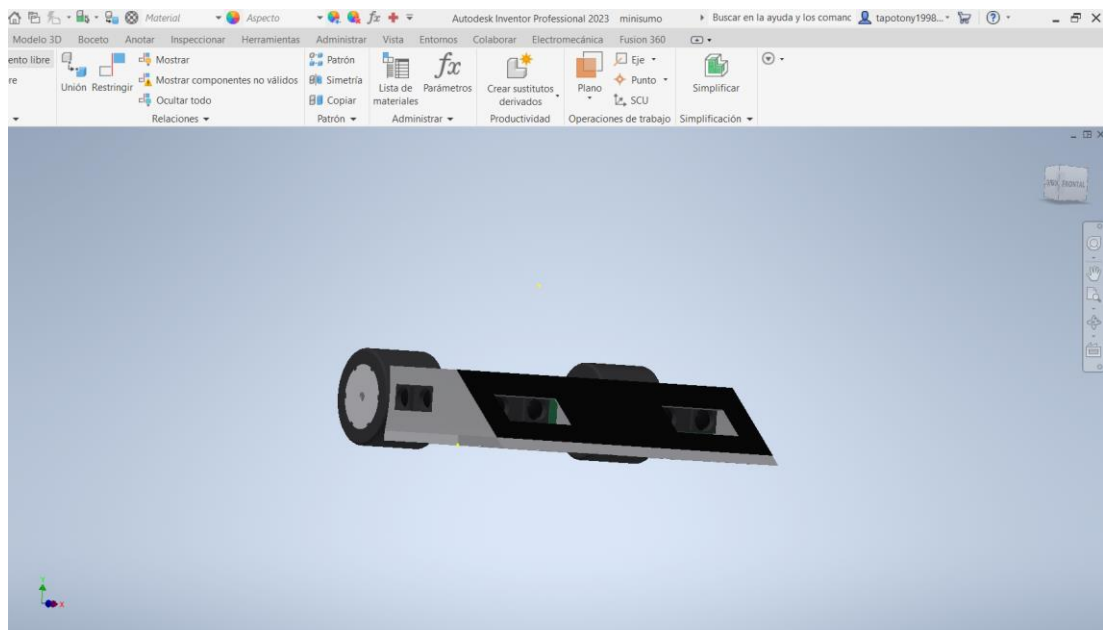 Material
Aspecto
fx
Autodesk Inventor Professional 2023 minisumo
Buscar en la ayuda y los comanc
tapotony1998...
Modelo 3D Boceto Anotar Inspeccionar Herramientas Administrar Vista Entornos Colaborar Electromecánica Fusion 360
ento libre
re
Unión Restringir
Mostrar
Mostrar componentes no válidos
Ocultar todo
Relaciones
Patrón
Simetría
Copiar
Patrón
Lista de materiales
fx
Parámetros
Administrar
Crear sustitutos derivados
Productividad
Plano
Eje
Punto
SCU
Operaciones de trabajo
Simplificar
Simplificación
FRONTAL
Y
X